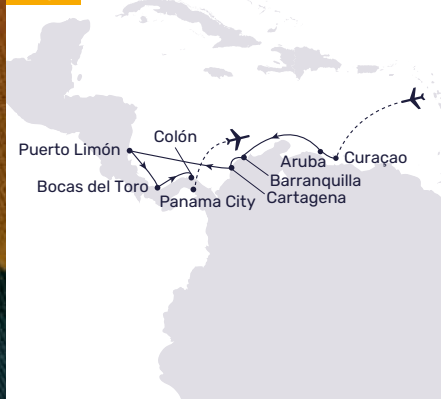 Colón
Puerto Limón
Aruba
Curaçao
Barranquilla
Bocas del Toro
Panama City
Cartagena